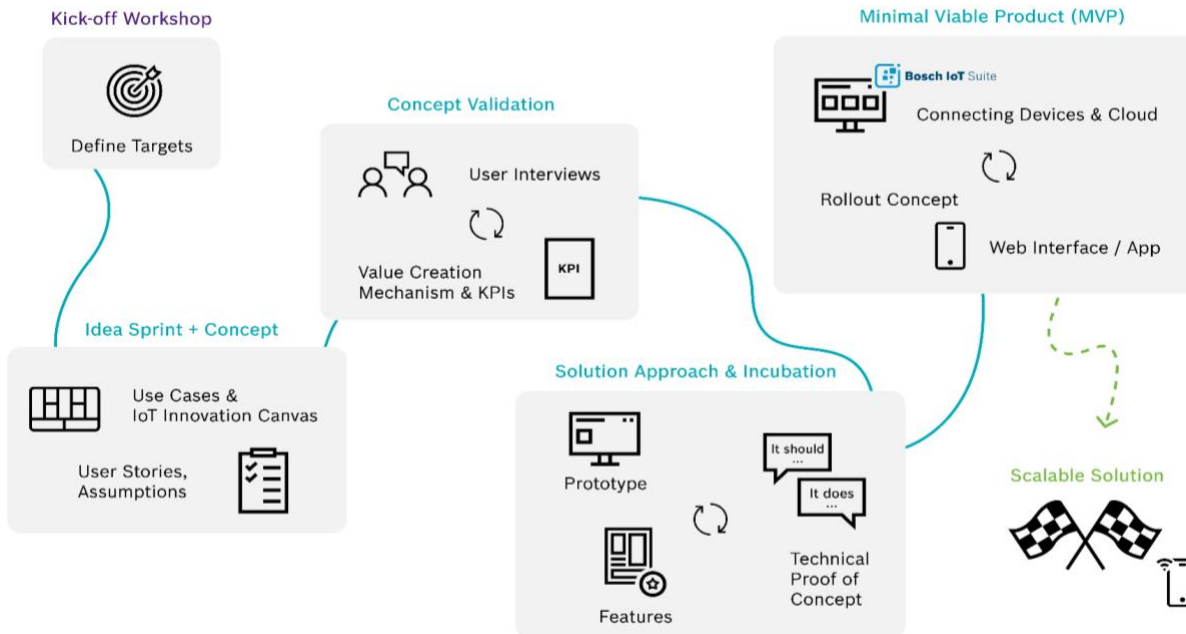 Kick-off Workshop
Define Targets
Idea Sprint + Concept
Use Cases &
IoT Innovation Canvas
User Stories,
Assumptions
Concept Validation
User Interviews
Value Creation
Mechanism & KPIs
KPI
Solution Approach & Incubation
Prototype
It should
...
It does
...
Features
Technical
Proof of
Concept
Minimal Viable Product (MVP)
Bosch IoT Suite
Connecting Devices & Cloud
Rollout Concept
Web Interface / App
Scalable Solution